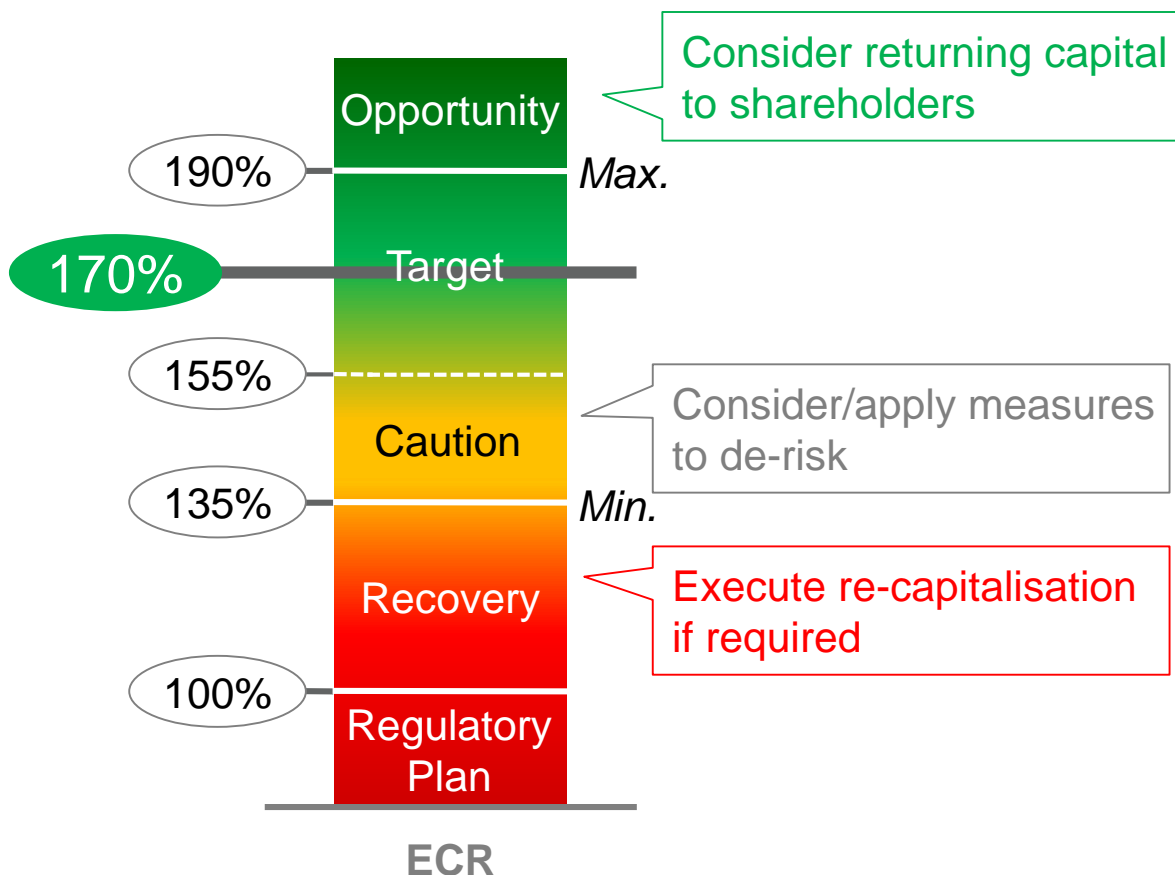 Consider returning capital
to shareholders
Opportunity
190%
Max.
170%
Target
155%
Consider/apply measures
to de-risk
Caution
135%
Min.
Execute re-capitalisation
if required
Recovery
100%
Regulatory
Plan
ECR